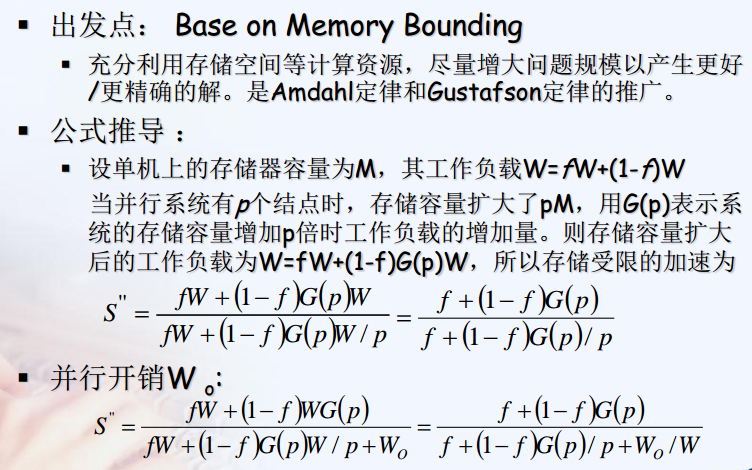 ▪ 出发点： Base on Memory Bounding
▪ 充分利用存储空间等计算资源，尽量增大问题规模以产生更好
/更精确的解。是Amdahl定律和Gustafson定律的推广。
▪ 公式推导 ：
▪ 设单机上的存储器容量为M，其工作负载W=fW+(1-f)W
当并行系统有p个结点时，存储容量扩大了pM，用G(p)表示系
统的存储容量增加p倍时工作负载的增加量。则存储容量扩大
后的工作负载为W=fW+(1-f)G(p)W，所以存储受限的加速为
S'' = \frac{fW + (1 - f)G(p)W}{fW + (1 - f)G(p)W / p} = \frac{f + (1 - f)G(p)}{f + (1 - f)G(p) / p}
▪ 并行开销W_o:
S'' = \frac{fW + (1 - f)WG(p)}{fW + (1 - f)G(p)W / p + W_O} = \frac{f + (1 - f)G(p)}{f + (1 - f)G(p) / p + W_O / W}